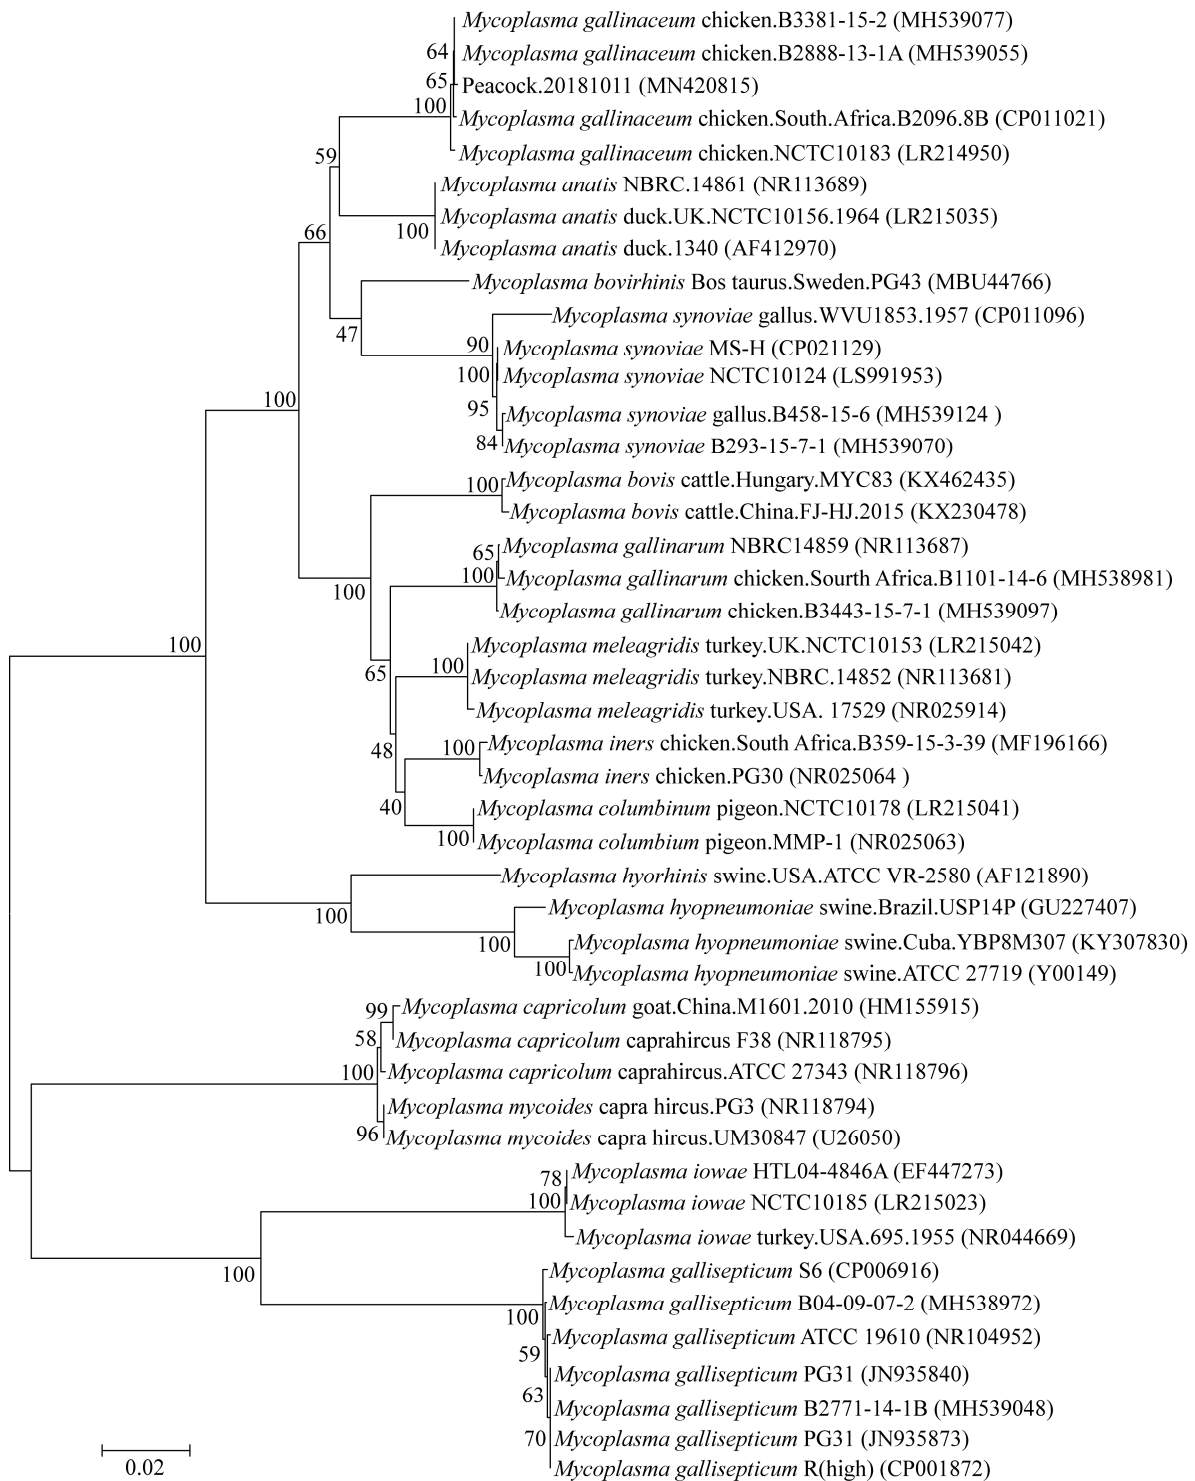 Mycoplasma gallinaceum chicken.B3381-15-2 (MH539077)
64
Mycoplasma gallinaceum chicken.B2888-13-1A (MH539055)
65
Peacock.20181011 (MN420815)
100
Mycoplasma gallinaceum chicken.South.Africa.B2096.8B (CP011021)
Mycoplasma gallinaceum chicken.NCTC10183 (LR214950)
59
Mycoplasma anatis NBRC.14861 (NR113689)
Mycoplasma anatis duck.UK.NCTC10156.1964 (LR215035)
100
Mycoplasma anatis duck.1340 (AF412970)
66
Mycoplasma bovirhinis Bos taurus.Sweden.PG43 (MBU44766)
47
Mycoplasma synoviae gallus.WVU1853.1957 (CP011096)
90
Mycoplasma synoviae MS-H (CP021129)
100
Mycoplasma synoviae NCTC10124 (LS991953)
95
Mycoplasma synoviae gallus.B458-15-6 (MH539124 )
84
Mycoplasma synoviae B293-15-7-1 (MH539070)
100
100
Mycoplasma bovis cattle.Hungary.MYC83 (KX462435)
Mycoplasma bovis cattle.China.FJ-HJ.2015 (KX230478)
65
Mycoplasma gallinarum NBRC14859 (NR113687)
100
Mycoplasma gallinarum chicken.Sourth Africa.B1101-14-6 (MH538981)
100
Mycoplasma gallinarum chicken.B3443-15-7-1 (MH539097)
100
Mycoplasma meleagridis turkey.UK.NCTC10153 (LR215042)
100
65
Mycoplasma meleagridis turkey.NBRC.14852 (NR113681)
Mycoplasma meleagridis turkey.USA. 17529 (NR025914)
48
100
Mycoplasma iners chicken.South Africa.B359-15-3-39 (MF196166)
Mycoplasma iners chicken.PG30 (NR025064 )
40
Mycoplasma columbinum pigeon.NCTC10178 (LR215041)
100
Mycoplasma columbium pigeon.MMP-1 (NR025063)
Mycoplasma hyorhinis swinc.USA.ATCC VR-2580 (AF121890)
100
Mycoplasma hyopneumoniae swine.Brazil.USP14P (GU227407)
100
Mycoplasma hyopneumoniae swine.Cuba.YBP8M307 (KY307830)
100
Mycoplasma hyopneumoniae swine.ATCC 27719 (Y00149)
99
Mycoplasma capricolum goat.China.M1601.2010 (HM155915)
58
Mycoplasma capricolum caprahircus F38 (NR118795)
100
Mycoplasma capricolum caprahircus.ATCC 27343 (NR118796)
Mycoplasma mycoides capra hircus.PG3 (NR118794)
96
Mycoplasma mycoides capra hircus.UM30847 (U26050)
78
Mycoplasma iowae HTL04-4846A (EF447273)
100
Mycoplasma iowae NCTC10185 (LR215023)
Mycoplasma iowae turkey.USA.695.1955 (NR044669)
100
Mycoplasma gallisepticum S6 (CP006916)
100
Mycoplasma gallisepticum B04-09-07-2 (MH538972)
59
Mycoplasma gallisepticum ATCC 19610 (NR104952)
Mycoplasma gallisepticum PG31 (JN935840)
63
Mycoplasma gallisepticum B2771-14-1B (MH539048)
70
Mycoplasma gallisepticum PG31 (JN935873)
Mycoplasma gallisepticum R(high) (CP001872)
0.02